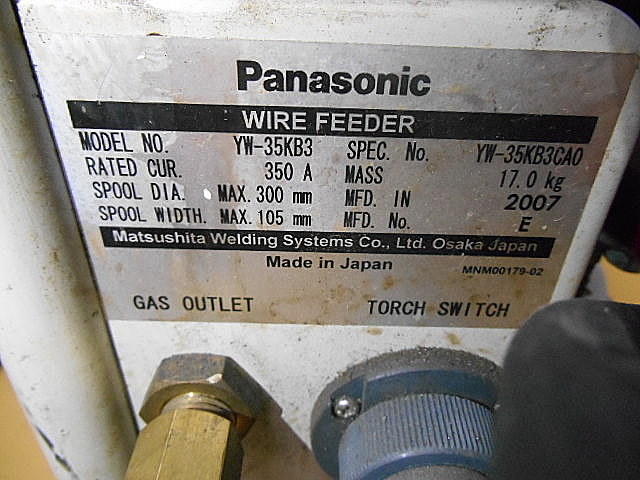 Panasonic
WIRE FEEDER
MODEL NO. YW-35KB3 SPEC. No. YW-35KB3CA0
RATED CUR. 350 A MASS 17.0 kg
SPOOL DIA. MAX. 300 mm MFD. IN 2007
SPOOL WIDTH. MAX. 105 mm MFD. No. E
Matsushita Welding Systems Co., Ltd. Osaka Japan
Made in Japan MNM00179-02
GAS OUTLET TORCH SWITCH